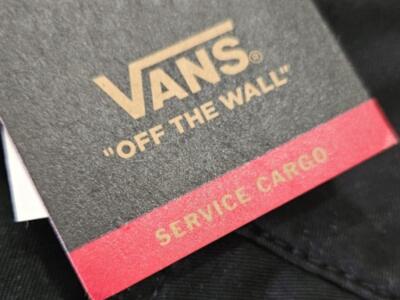 VANS®
"OFF THE WALL"
SERVICE CARGO